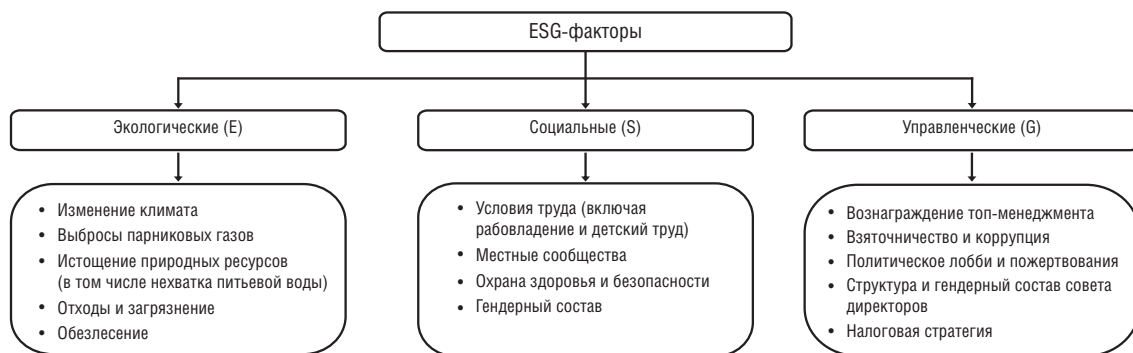 ESG-факторы
Экологические (E)
Социальные (S)
Управленческие (G)
• Изменение климата
• Выбросы парниковых газов
• Истощение природных ресурсов
(в том числе нехватка питьевой воды)
• Отходы и загрязнение
• Обезлесение
• Условия труда (включая
рабовладение и детский труд)
• Местные сообщества
• Охрана здоровья и безопасности
• Гендерный состав
• Вознаграждение топ-менеджмента
• Взяточничество и коррупция
• Политическое лобби и пожертвования
• Структура и гендерный состав совета
директоров
• Налоговая стратегия